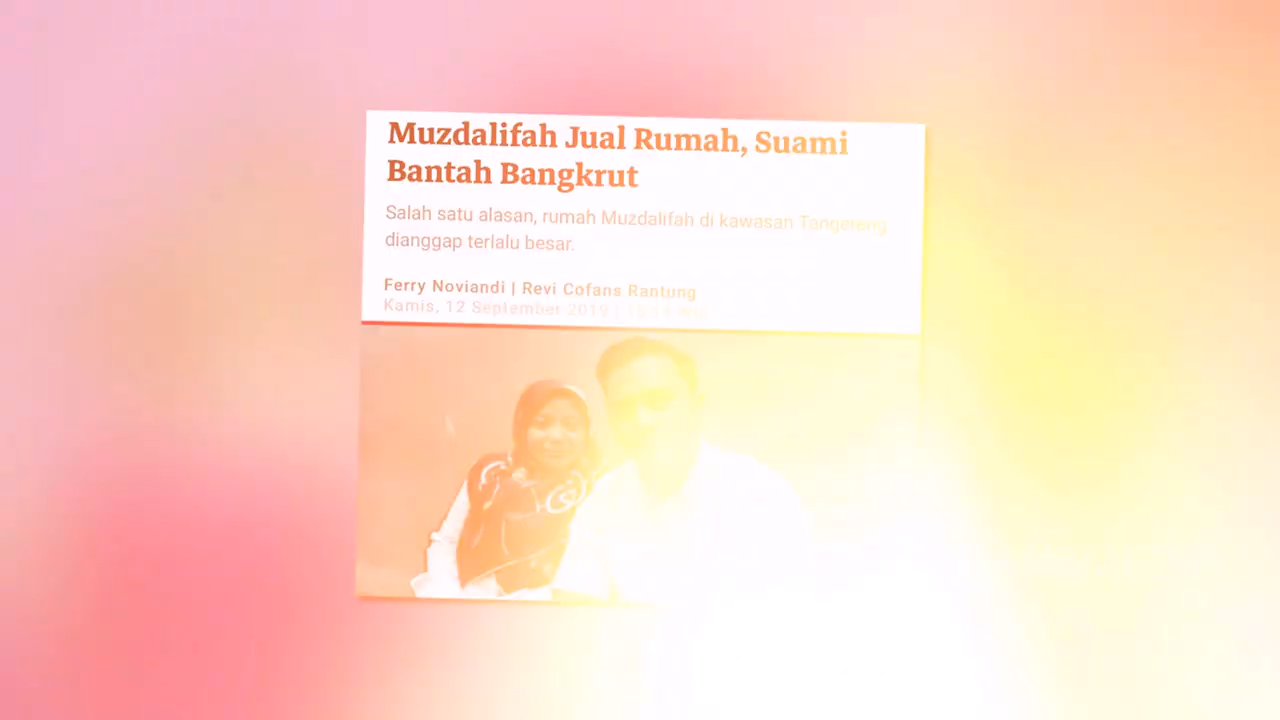 Muzdalifah Jual Rumah, Suami
Bantah Bangkrut
Salah satu alasan, rumah Muzdalifah di kawasan Tangereng
dianggap terlalu besar.
Ferry Noviandi | Revi Cofans Rantung
Kamis, 12 September 2019 |